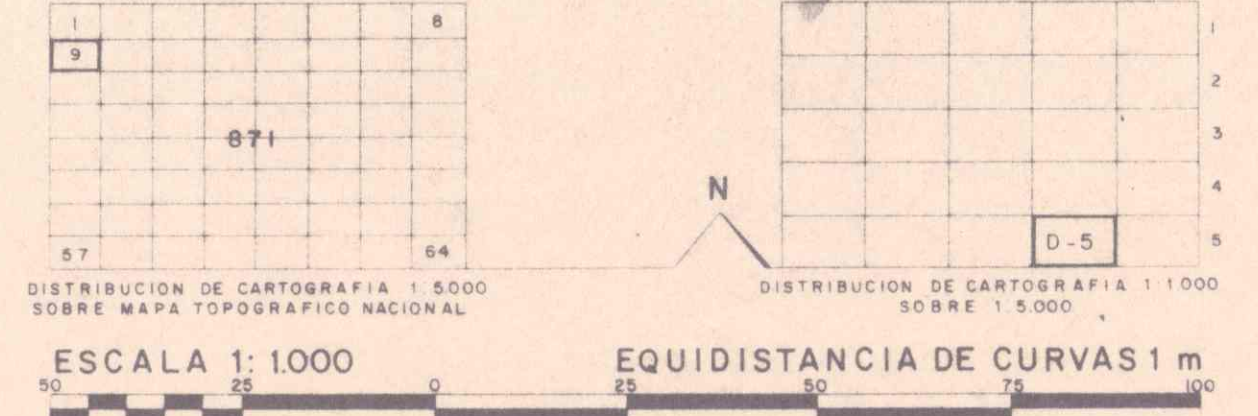 1 8
9
871
57 64
DISTRIBUCION DE CARTOGRAFIA 1:5.000
SOBRE MAPA TOPOGRAFICO NACIONAL
N
1
2
3
4
D-5 5
DISTRIBUCION DE CARTOGRAFIA 1:1.000
SOBRE 1:5.000
ESCALA 1: 1.000
EQUIDISTANCIA DE CURVAS 1 m
50 25 0 25 50 75 100